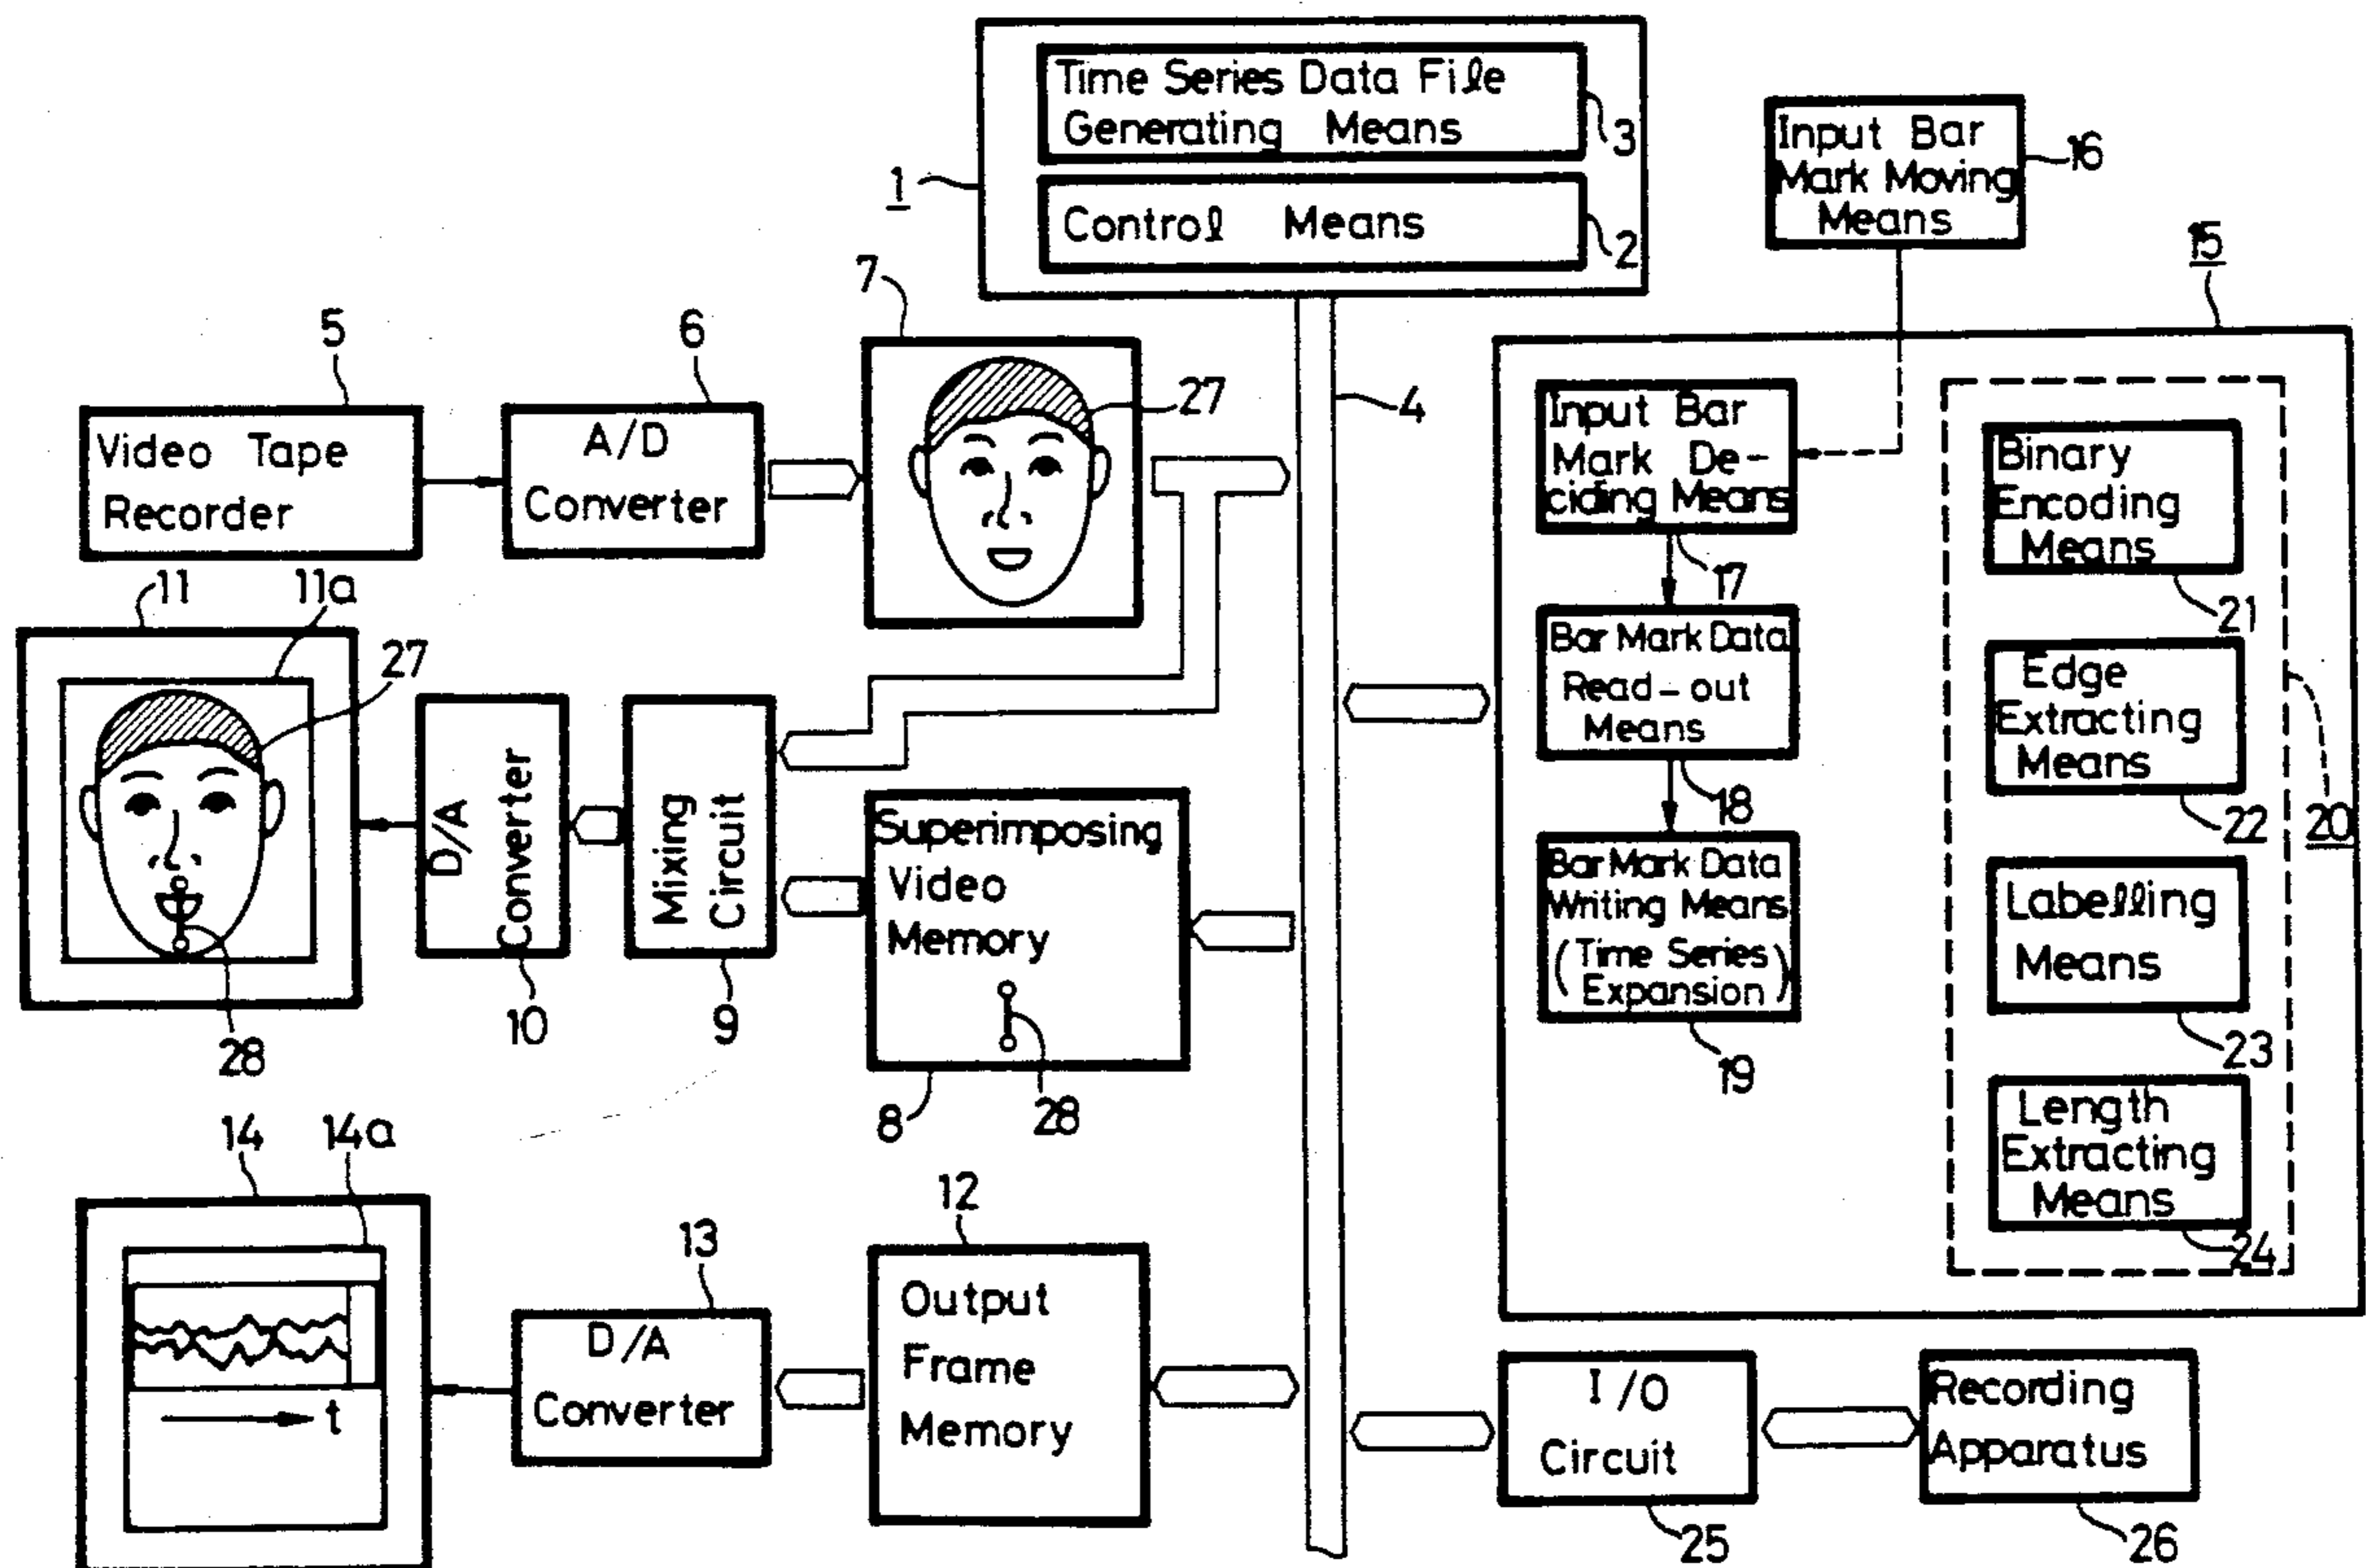 Time Series Data File
Generating Means
3
Control Means
2
1
Input Bar
Mark Moving
Means
16
15
7
5
6
27
4
Video Tape
Recorder
A/D
Converter
Input Bar
Mark De-
ciding Means
17
Binary
Encoding
Means
21
11
11a
27
28
D/A
Converter
10
Mixing
Circuit
9
Superimposing
Video
Memory
8
28
Bar Mark Data
Read-out
Means
18
Edge
Extracting
Means
22
20
Bar Mark Data
Writing Means
(Time Series
Expansion)
19
Labelling
Means
23
Length
Extracting
Means
24
14
14a
t
13
D/A
Converter
12
Output
Frame
Memory
I/O
Circuit
25
Recording
Apparatus
26